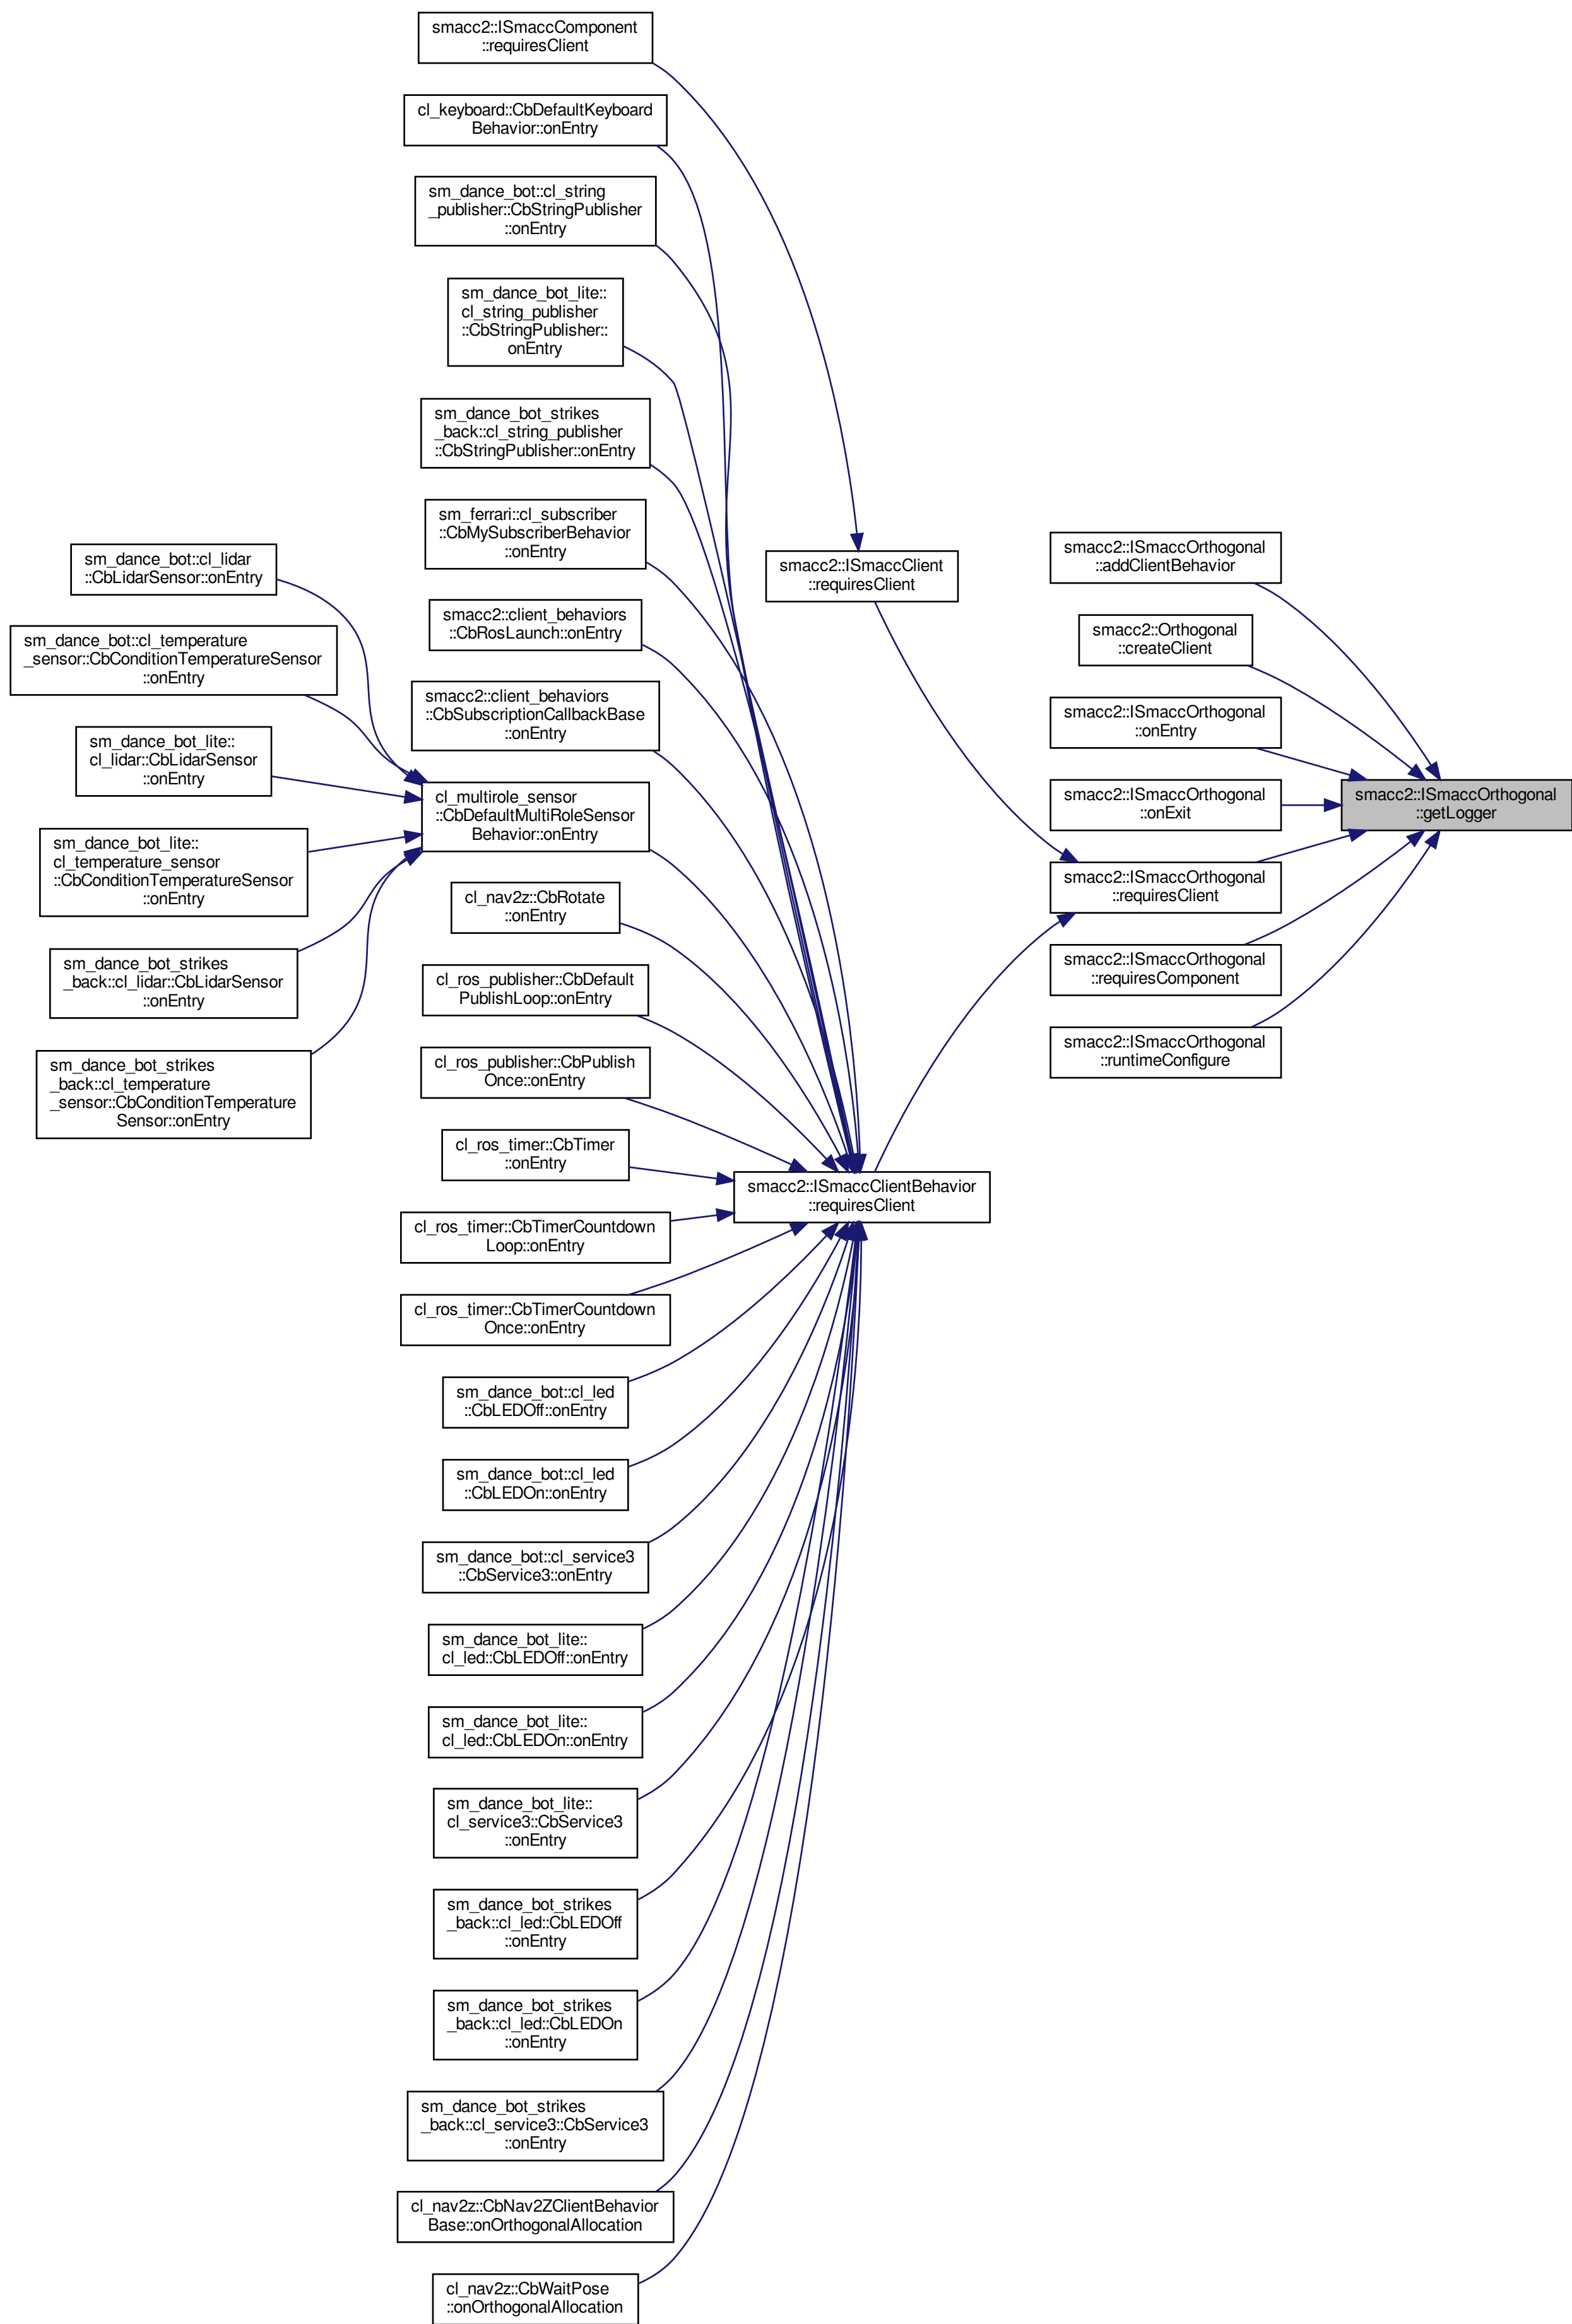 smacc2::ISmaccComponent
::requiresClient
cl_keyboard::CbDefaultKeyboard
Behavior::onEntry
sm_dance_bot::cl_string
_publisher::CbStringPublisher
::onEntry
sm_dance_bot_lite::
cl_string_publisher
::CbStringPublisher::
onEntry
sm_dance_bot_strikes
_back::cl_string_publisher
::CbStringPublisher::onEntry
sm_ferrari::cl_subscriber
::CbMySubscriberBehavior
::onEntry
smacc2::client_behaviors
::CbRosLaunch::onEntry
smacc2::client_behaviors
::CbSubscriptionCallbackBase
::onEntry
cl_multirole_sensor
::CbDefaultMultiRoleSensor
Behavior::onEntry
cl_nav2z::CbRotate
::onEntry
cl_ros_publisher::CbDefault
PublishLoop::onEntry
cl_ros_publisher::CbPublish
Once::onEntry
cl_ros_timer::CbTimer
::onEntry
cl_ros_timer::CbTimerCountdown
Loop::onEntry
cl_ros_timer::CbTimerCountdown
Once::onEntry
sm_dance_bot::cl_led
::CbLEDOff::onEntry
sm_dance_bot::cl_led
::CbLEDOn::onEntry
sm_dance_bot::cl_service3
::CbService3::onEntry
sm_dance_bot_lite::
cl_led::CbLEDOff::onEntry
sm_dance_bot_lite::
cl_led::CbLEDOn::onEntry
sm_dance_bot_lite::
cl_service3::CbService3
::onEntry
sm_dance_bot_strikes
_back::cl_led::CbLEDOff
::onEntry
sm_dance_bot_strikes
_back::cl_led::CbLEDOn
::onEntry
sm_dance_bot_strikes
_back::cl_service3::CbService3
::onEntry
cl_nav2z::CbNav2ZClientBehavior
Base::onOrthogonalAllocation
cl_nav2z::CbWaitPose
::onOrthogonalAllocation
sm_dance_bot::cl_lidar
::CbLidarSensor::onEntry
sm_dance_bot::cl_temperature
_sensor::CbConditionTemperatureSensor
::onEntry
sm_dance_bot_lite::
cl_lidar::CbLidarSensor
::onEntry
sm_dance_bot_lite::
cl_temperature_sensor
::CbConditionTemperatureSensor
::onEntry
sm_dance_bot_strikes
_back::cl_lidar::CbLidarSensor
::onEntry
sm_dance_bot_strikes
_back::cl_temperature
_sensor::CbConditionTemperature
Sensor::onEntry
smacc2::ISmaccClient
::requiresClient
smacc2::ISmaccClientBehavior
::requiresClient
smacc2::ISmaccOrthogonal
::addClientBehavior
smacc2::Orthogonal
::createClient
smacc2::ISmaccOrthogonal
::onEntry
smacc2::ISmaccOrthogonal
::onExit
smacc2::ISmaccOrthogonal
::requiresClient
smacc2::ISmaccOrthogonal
::requiresComponent
smacc2::ISmaccOrthogonal
::runtimeConfigure
smacc2::ISmaccOrthogonal
::getLogger